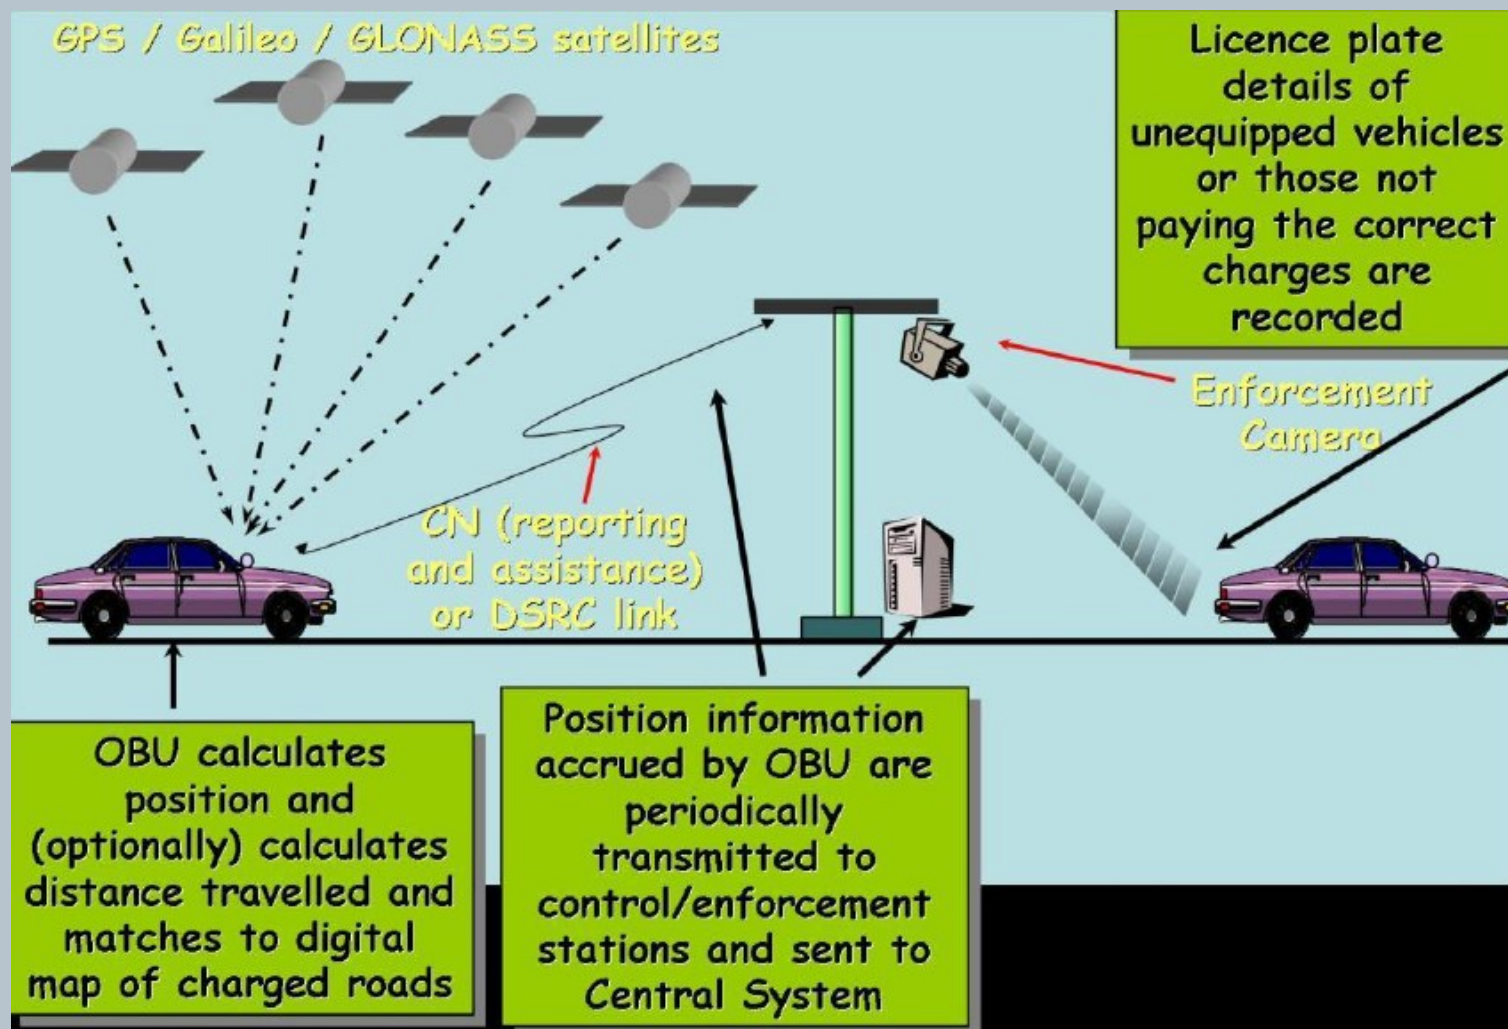 GPS / Galileo / GLONASS satellites
Licence plate
details of
unequipped vehicles
or those not
paying the correct
charges are
recorded
Enforcement
Camera
CN (reporting
and assistance)
or DSRC link
OBU calculates
position and
(optionally) calculates
distance travelled and
matches to digital
map of charged roads
Position information
accrued by OBU are
periodically
transmitted to
control/enforcement
stations and sent to
Central System